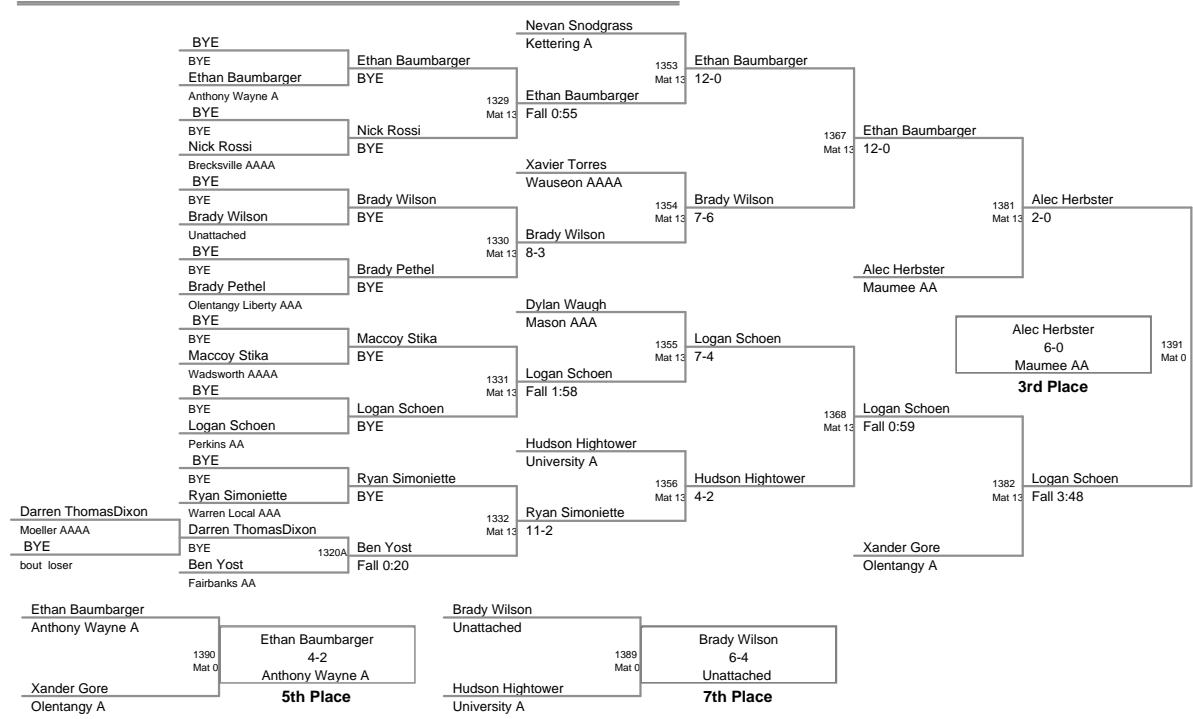 BYE
BYE
Ethan Baumbarger
Anthony Wayne A
BYE
BYE
Nick Rossi
Brecksville AAAA
BYE
BYE
Brady Wilson
Unattached
BYE
BYE
Brady Pethel
Olentangy Liberty AAA
BYE
BYE
Maccoy Stika
Wadsworth AAAA
BYE
BYE
Logan Schoen
Perkins AA
BYE
BYE
Ryan Simoniette
Warren Local AAA
Darren ThomasDixon
Moeller AAAA
BYE
bout loser
Darren ThomasDixon
BYE
1320A
Ben Yost
Fairbanks AA
Ethan Baumbarger
BYE
Nick Rossi
BYE
Brady Wilson
BYE
Brady Pethel
BYE
Maccoy Stika
BYE
Logan Schoen
BYE
Ryan Simoniette
BYE
Ben Yost
Fall 0:20
Nevan Snodgrass
Kettering A
1329
Mat 13
Ethan Baumbarger
Fall 0:55
Xavier Torres
Wauseon AAAA
1330
Mat 13
Brady Wilson
8-3
Dylan Waugh
Mason AAA
1331
Mat 13
Logan Schoen
Fall 1:58
Hudson Hightower
University A
1332
Mat 13
Ryan Simoniette
11-2
1353
Mat 13
Ethan Baumbarger
12-0
1354
Mat 13
Brady Wilson
7-6
1355
Mat 13
Logan Schoen
7-4
1356
Mat 13
Hudson Hightower
4-2
1367
Mat 13
Ethan Baumbarger
12-0
Alec Herbster
Maumee AA
1368
Mat 13
Logan Schoen
Fall 0:59
Xander Gore
Olentangy A
1381
Mat 13
Alec Herbster
2-0
1382
Mat 13
Logan Schoen
Fall 3:48
Alec Herbster
6-0
Maumee AA
3rd Place
1391
Mat 0
Ethan Baumbarger
Anthony Wayne A
1390
Mat 0
Xander Gore
Olentangy A
Ethan Baumbarger
4-2
Anthony Wayne A
5th Place
Brady Wilson
Unattached
1389
Mat 0
Hudson Hightower
University A
Brady Wilson
6-4
Unattached
7th Place